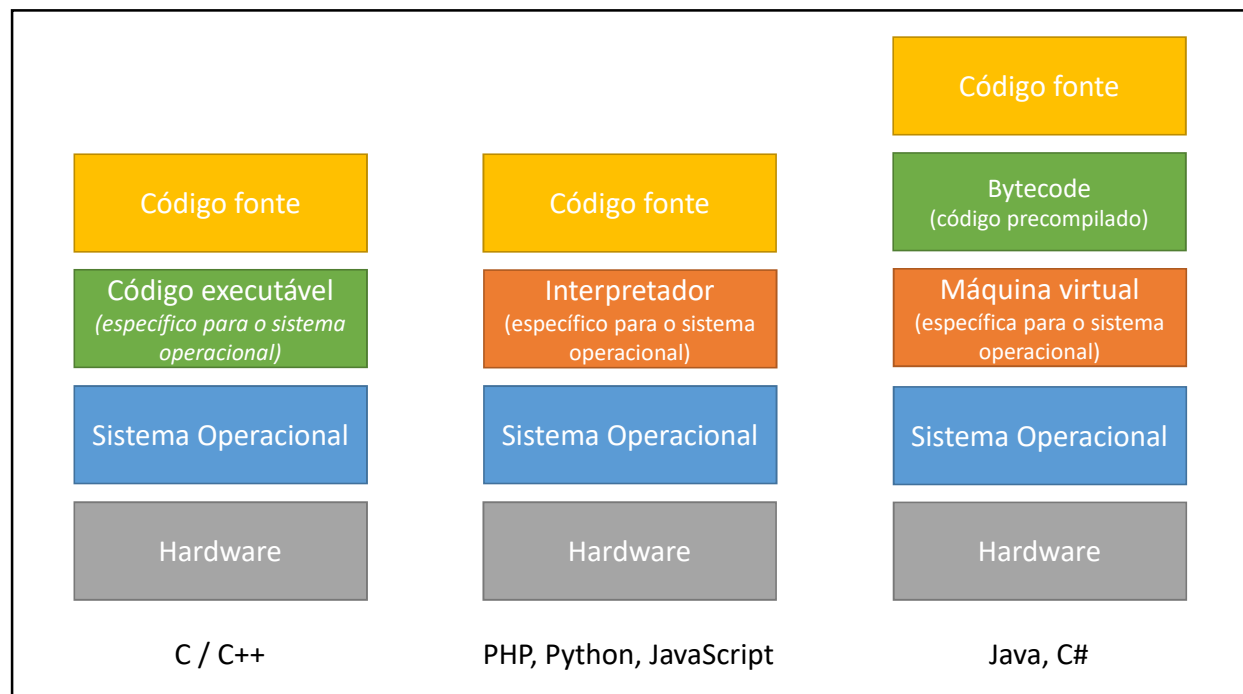 Código fonte
Código executável
(específico para o sistema
operacional)
Sistema Operacional
Hardware
C / C++
Código fonte
Interpretador
(específico para o sistema
operacional)
Sistema Operacional
Hardware
PHP, Python, JavaScript
Código fonte
Bytecode
(código precompilado)
Máquina virtual
(específica para o sistema
operacional)
Sistema Operacional
Hardware
Java, C#